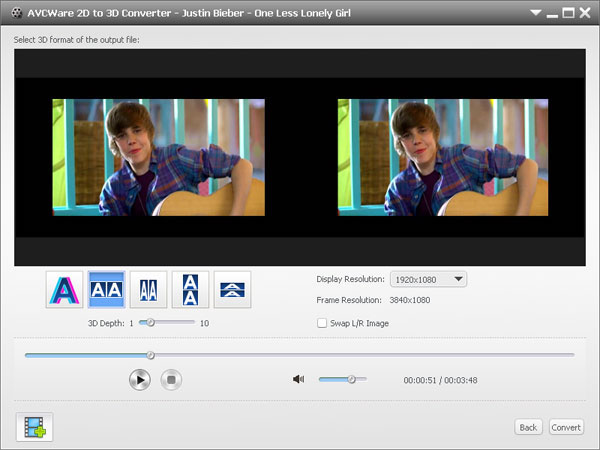 AVCWare 2D to 3D Converter - Justin Bieber - One Less Lonely Girl
Select 3D format of the output file:
A
A|A
A|A
A
A
A
A
Display Resolution: 1920x1080
Frame Resolution: 3840x1080
3D Depth: 1 10
Swap L/R Image
00:00:51 / 00:03:48
Back Convert